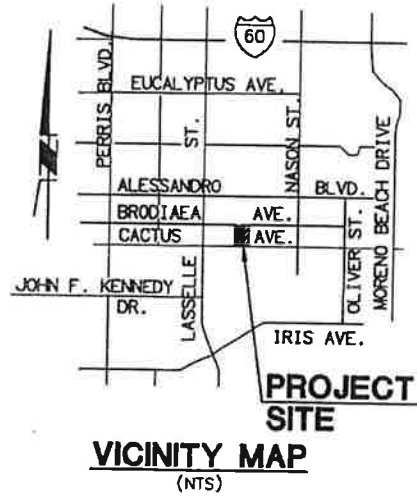 60
PERRIS BLVD.
EUCALYPTUS AVE.
ST.
NASON ST.
MORENO BEACH DRIVE
ALESSANDRO BLVD.
BRODIAEA AVE.
CACTUS AVE.
OLIVER ST.
JOHN F. KENNEDY
DR.
LASSELLE
IRIS AVE.
PROJECT
SITE
VICINITY MAP
(NTS)